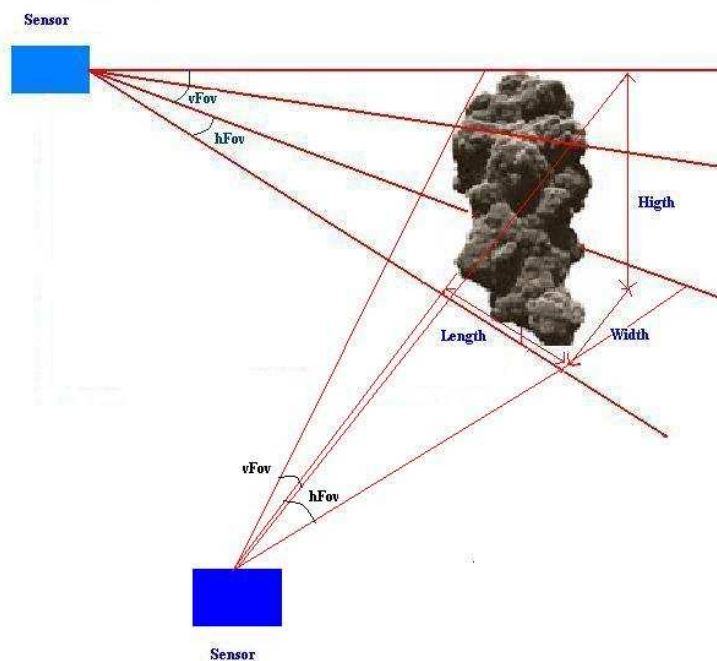 Sensor
vFov
hFov
Higth
Length
Width
vFov
hFov
Sensor